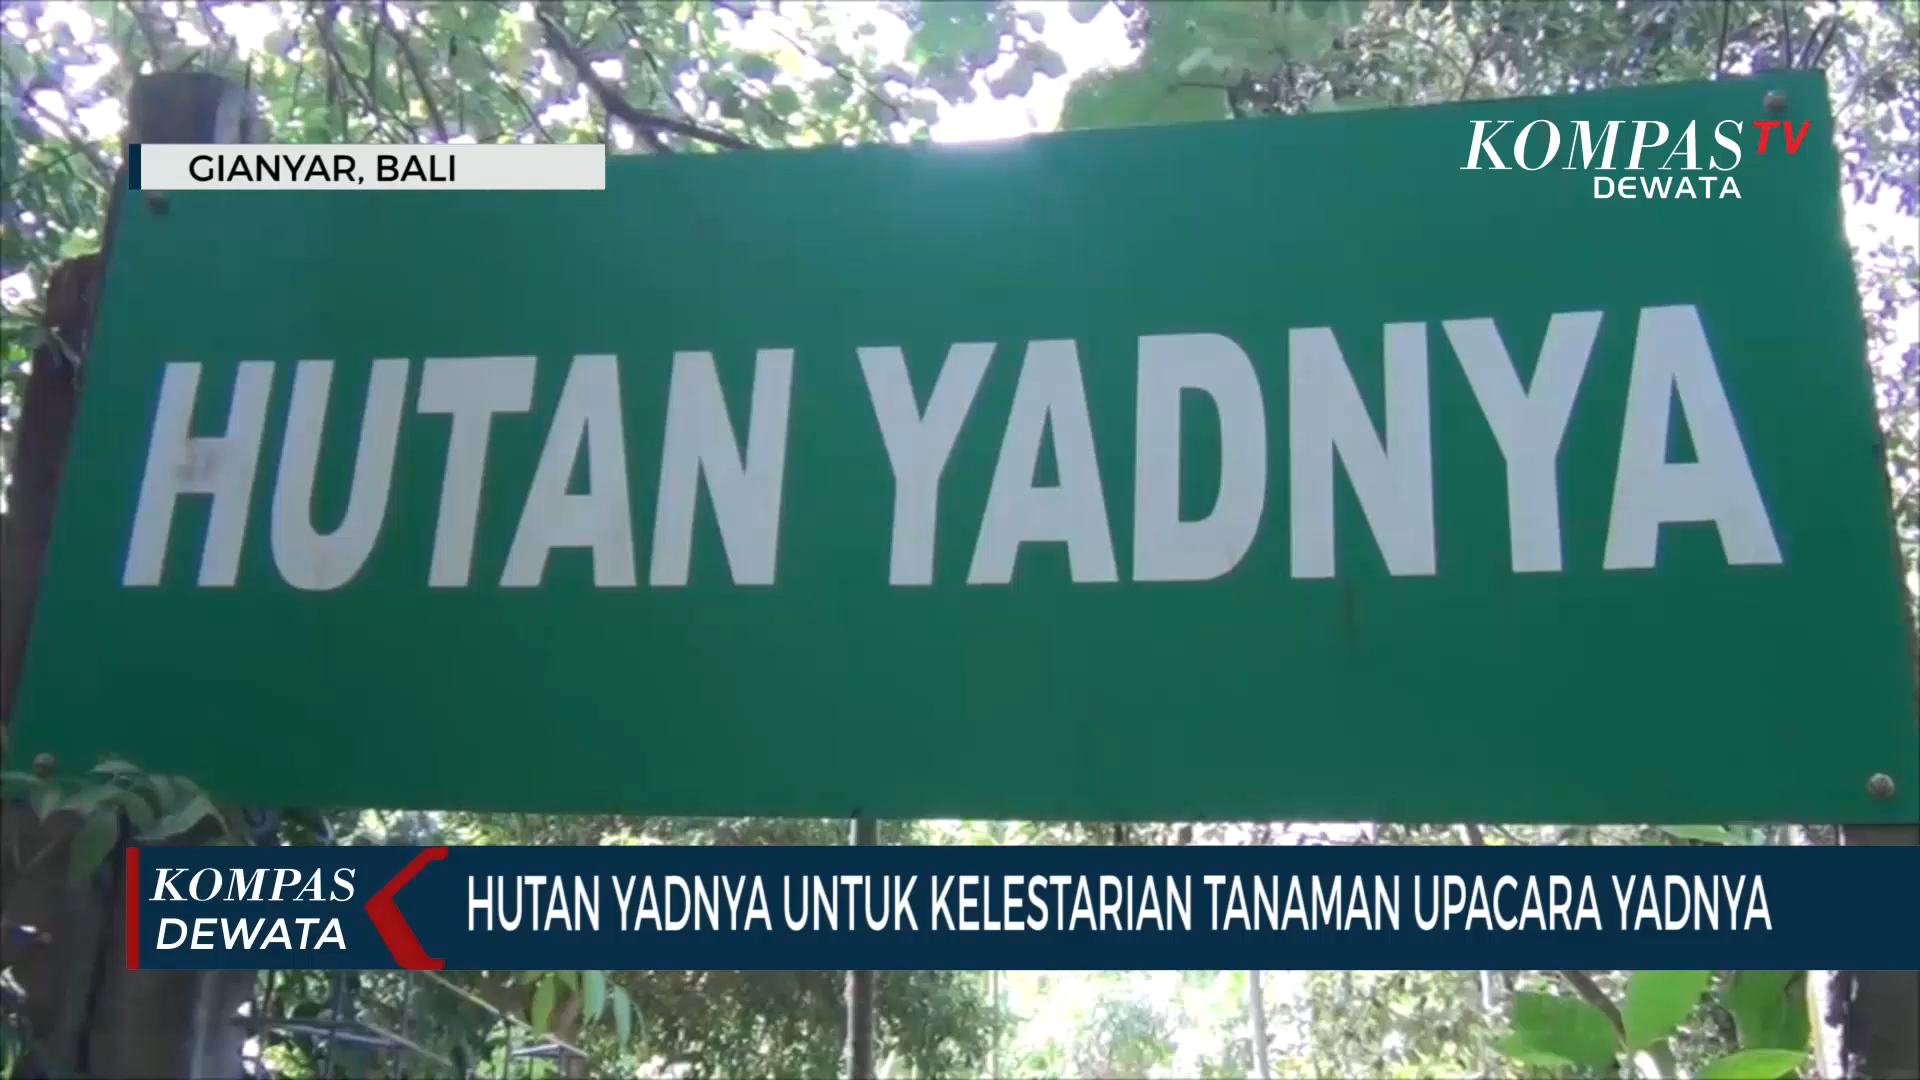 GIANYAR, BALI
KOMPAS TV
DEWATA
HUTAN YADNYA
KOMPAS
DEWATA
HUTAN YADNYA UNTUK KELESTARIAN TANAMAN UPACARA YADNYA